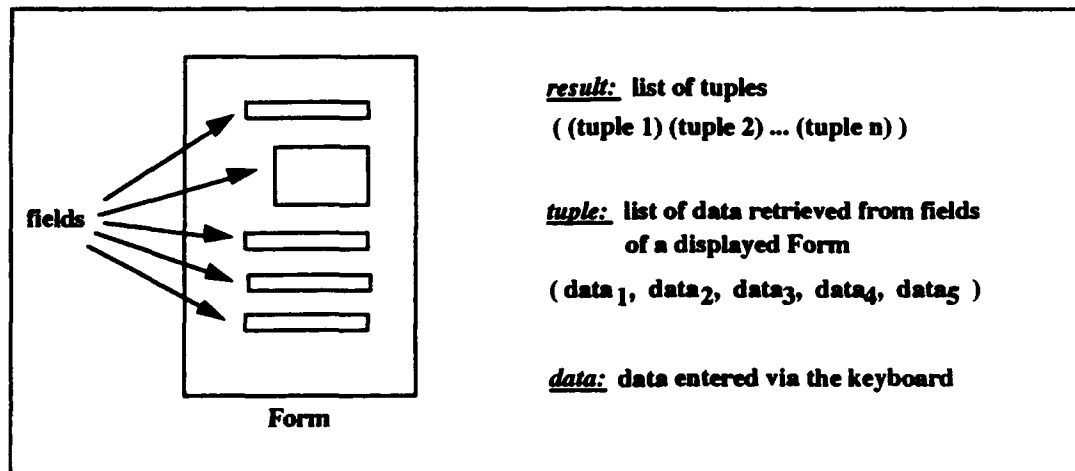 fields
Form
result: list of tuples
( (tuple 1) (tuple 2) ... (tuple n) )
tuple: list of data retrieved from fields
of a displayed Form
( data1, data2, data3, data4, data5 )
data: data entered via the keyboard